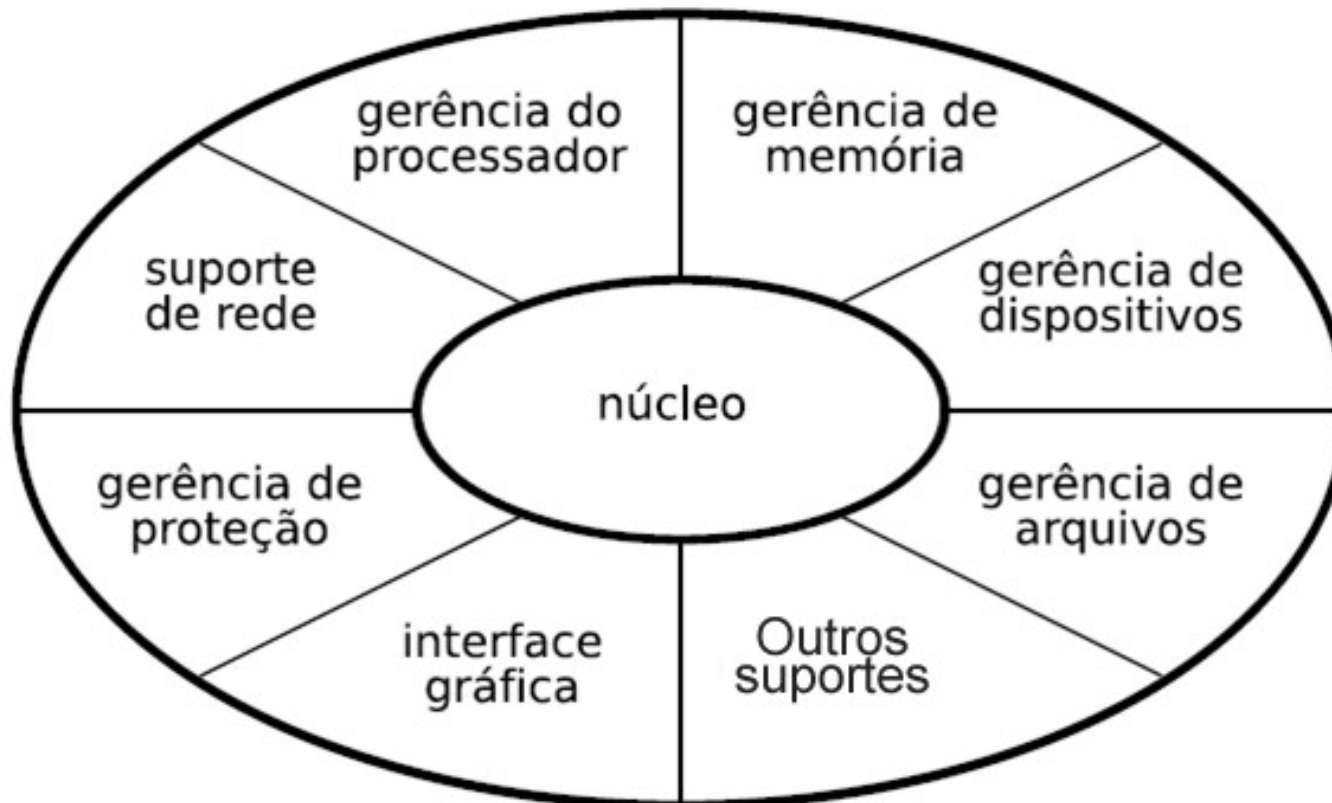 gerência do
processador
gerência de
memória
suporte
de rede
gerência de
dispositivos
núcleo
gerência de
proteção
gerência de
arquivos
interface
gráfica
Outros
suportes